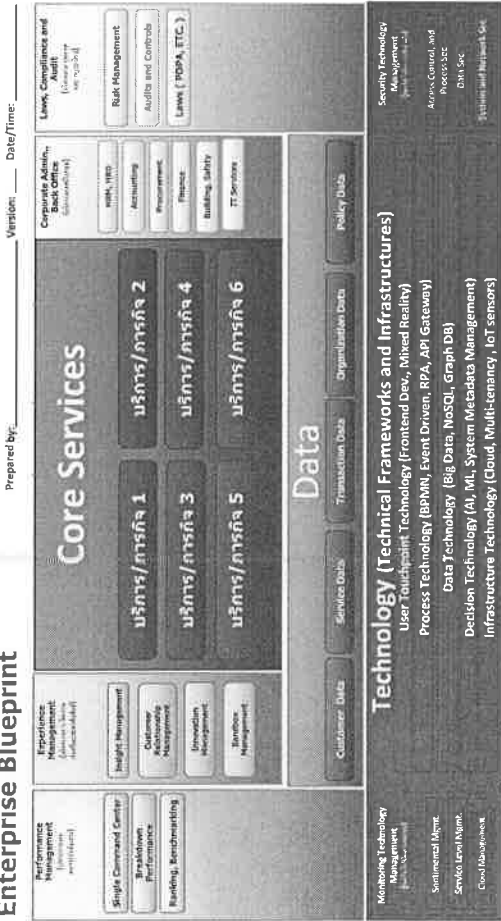 Enterprise Blueprint
Prepared by:
Version:
Date/Time:
Performance
Management
Single Command Center
Breakdown
Performance
Ranking, Benchmarking
Experience
Management
Insight Management
Customer
Relationship
Management
Innovation
Management
Sandbox
Management
Core Services
บริการ/ภารกิจ 1
บริการ/ภารกิจ 2
บริการ/ภารกิจ 3
บริการ/ภารกิจ 4
บริการ/ภารกิจ 5
บริการ/ภารกิจ 6
Corporate Admin.,
Back Office
HRM, HRD
Accounting
Procurement
Finance
Building, Safety
IT Services
Laws, Compliance and
Audit
Risk Management
Audits and Controls
Laws ( PDPA, ETC. )
Data
Customer Data
Service Data
Transaction Data
Organization Data
Policy Data
Monitoring Technology
Management
Sentimental Mgmt.
Service Level Mgmt.
Cloud Management
Technology (Technical Frameworks and Infrastructures)
User Touchpoint Technology (Frontend Dev., Mixed Reality)
Process Technology (BPMN, Event Driven, RPA, API Gateway)
Data Technology (Big Data, NoSQL, Graph DB)
Decision Technology (AI, ML, System Metadata Management)
Infrastructure Technology (Cloud, Multi-tenancy, IoT sensors)
Security Technology
Management
Access Control, and
Process Sec
Data Sec.
System and Network Sec